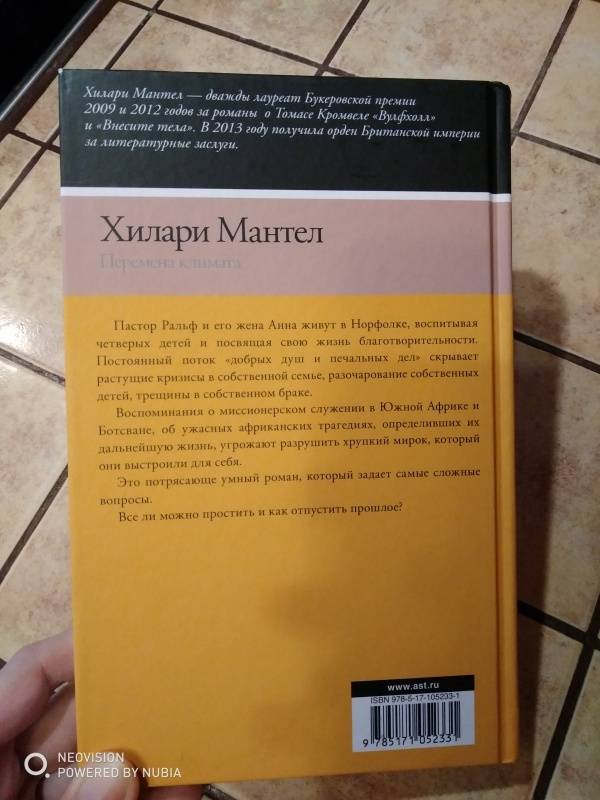 Хилари Мантел — дважды лауреат Букеровской премии
2009 и 2012 годов за романы о Томасе Кромвеле «Вулфхолл»
и «Внесите тела». В 2013 году получила орден Британской империи
за литературные заслуги.
Хилари Мантел
Перемена климата
Пастор Ральф и его жена Анна живут в Норфолке, воспитывая
четверых детей и посвящая свою жизнь благотворительности.
Постоянный поток «добрых душ и печальных дел» скрывает
растущие кризисы в собственной семье, разочарование собственных
детей, трещины в собственном браке.
Воспоминания о миссионерском служении в Южной Африке и
Ботсване, об ужасных африканских трагедиях, определивших их
дальнейшую жизнь, угрожают разрушить хрупкий мирок, который
они выстроили для себя.
Это потрясающе умный роман, который задает самые сложные
вопросы.
Все ли можно простить и как отпустить прошлое?
www.ast.ru
ISBN 978-5-17-105233-1
9 785171 052331
NEOVISION
POWERED BY NUBIA